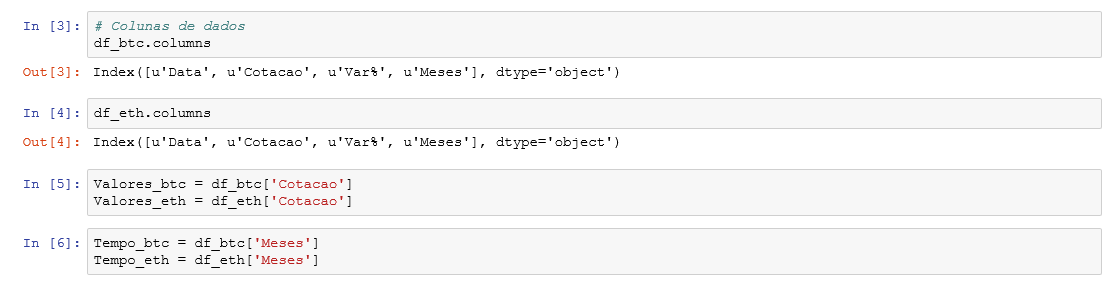 In [3]: # Colunas de dados
df_btc.columns
Out[3]: Index([u'Data', u'Cotacao', u'Var%', u'Meses'], dtype='object')
In [4]: df_eth.columns
Out[4]: Index([u'Data', u'Cotacao', u'Var%', u'Meses'], dtype='object')
In [5]: Valores_btc = df_btc['Cotacao']
Valores_eth = df_eth['Cotacao']
In [6]: Tempo_btc = df_btc['Meses']
Tempo_eth = df_eth['Meses']